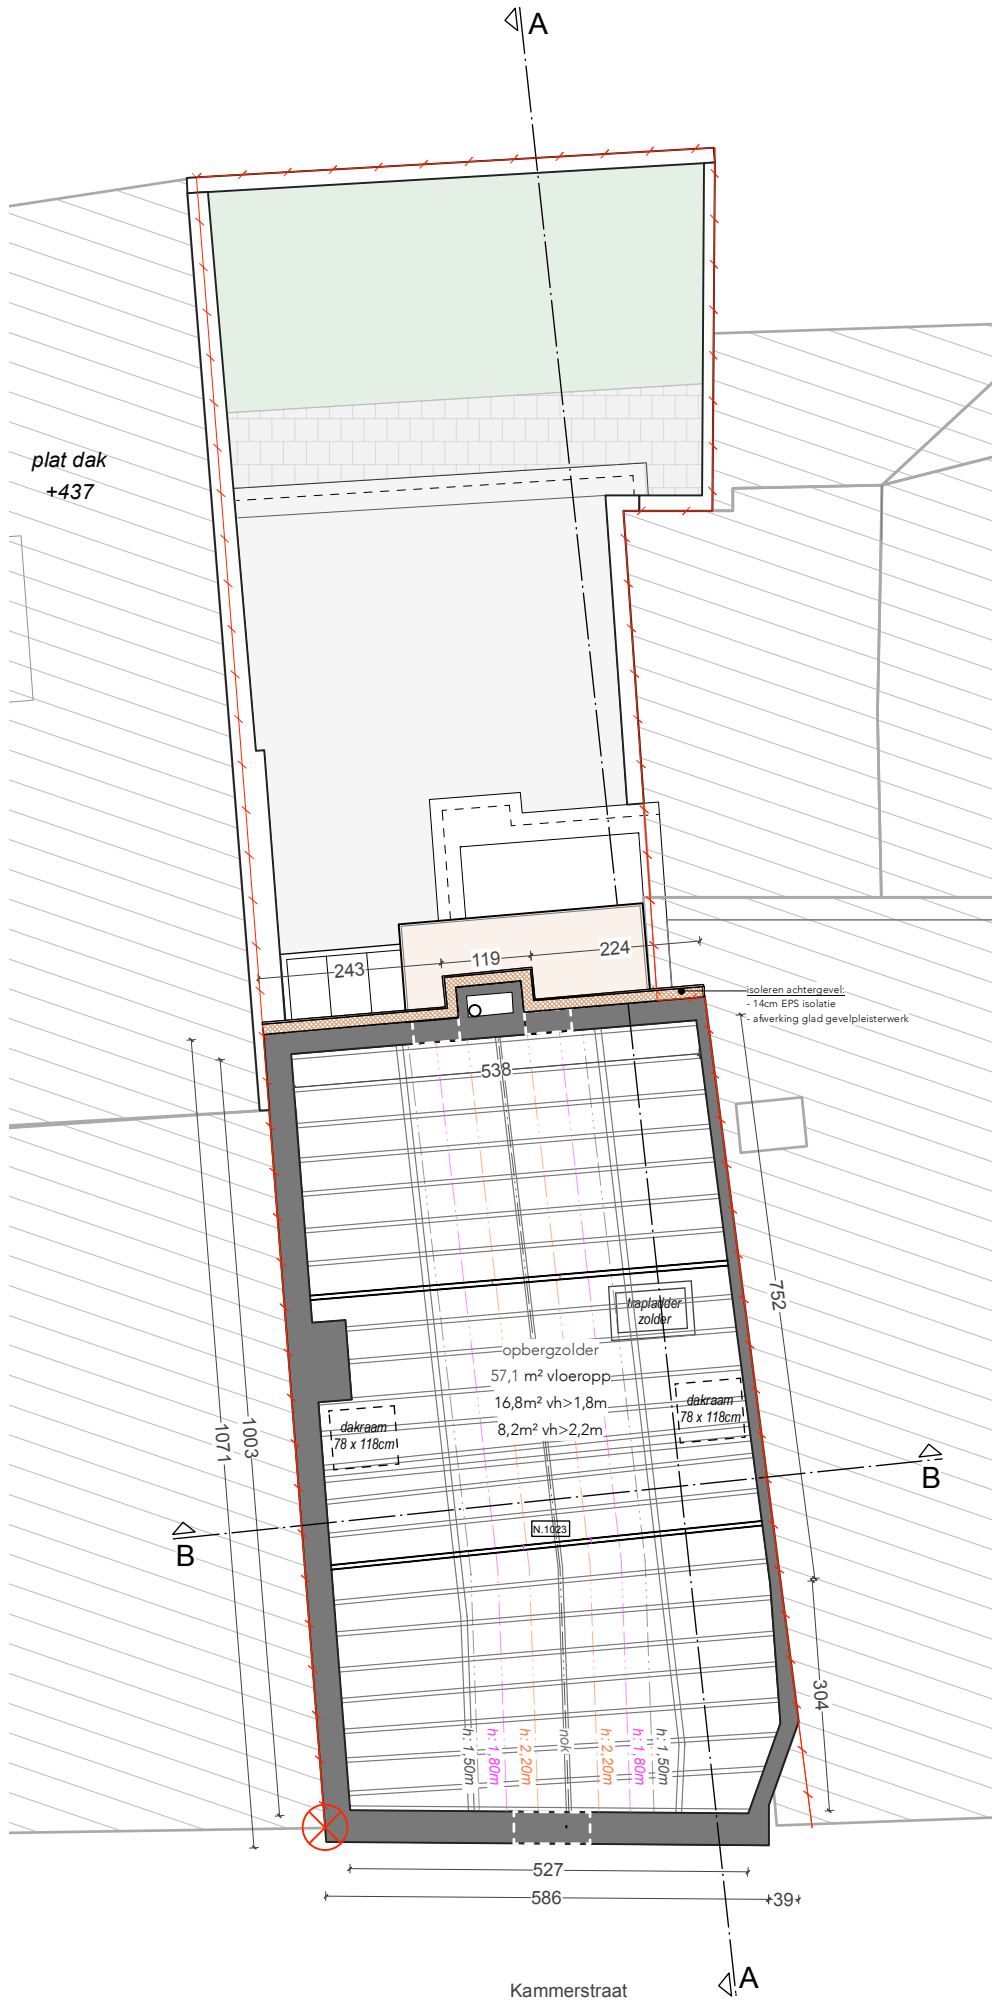 A
plat dak
+437
243
119
224
isoleren achtergevel:
- 14cm EPS isolatie
- afwerking glad gevelpleisterwerk
538
752
trapladder
zolder
opbergzolder
57,1 m² vloeropp
16,8m² vh>1,8m
8,2m² vh>2,2m
dakraam
78 x 118cm
dakraam
78 x 118cm
1003
1071
B
B
N.1023
304
h: 1,50m
h: 1,80m
h: 2,20m
nok
h: 2,20m
h: 1,80m
h: 1,50m
527
586
39
A
Kammerstraat